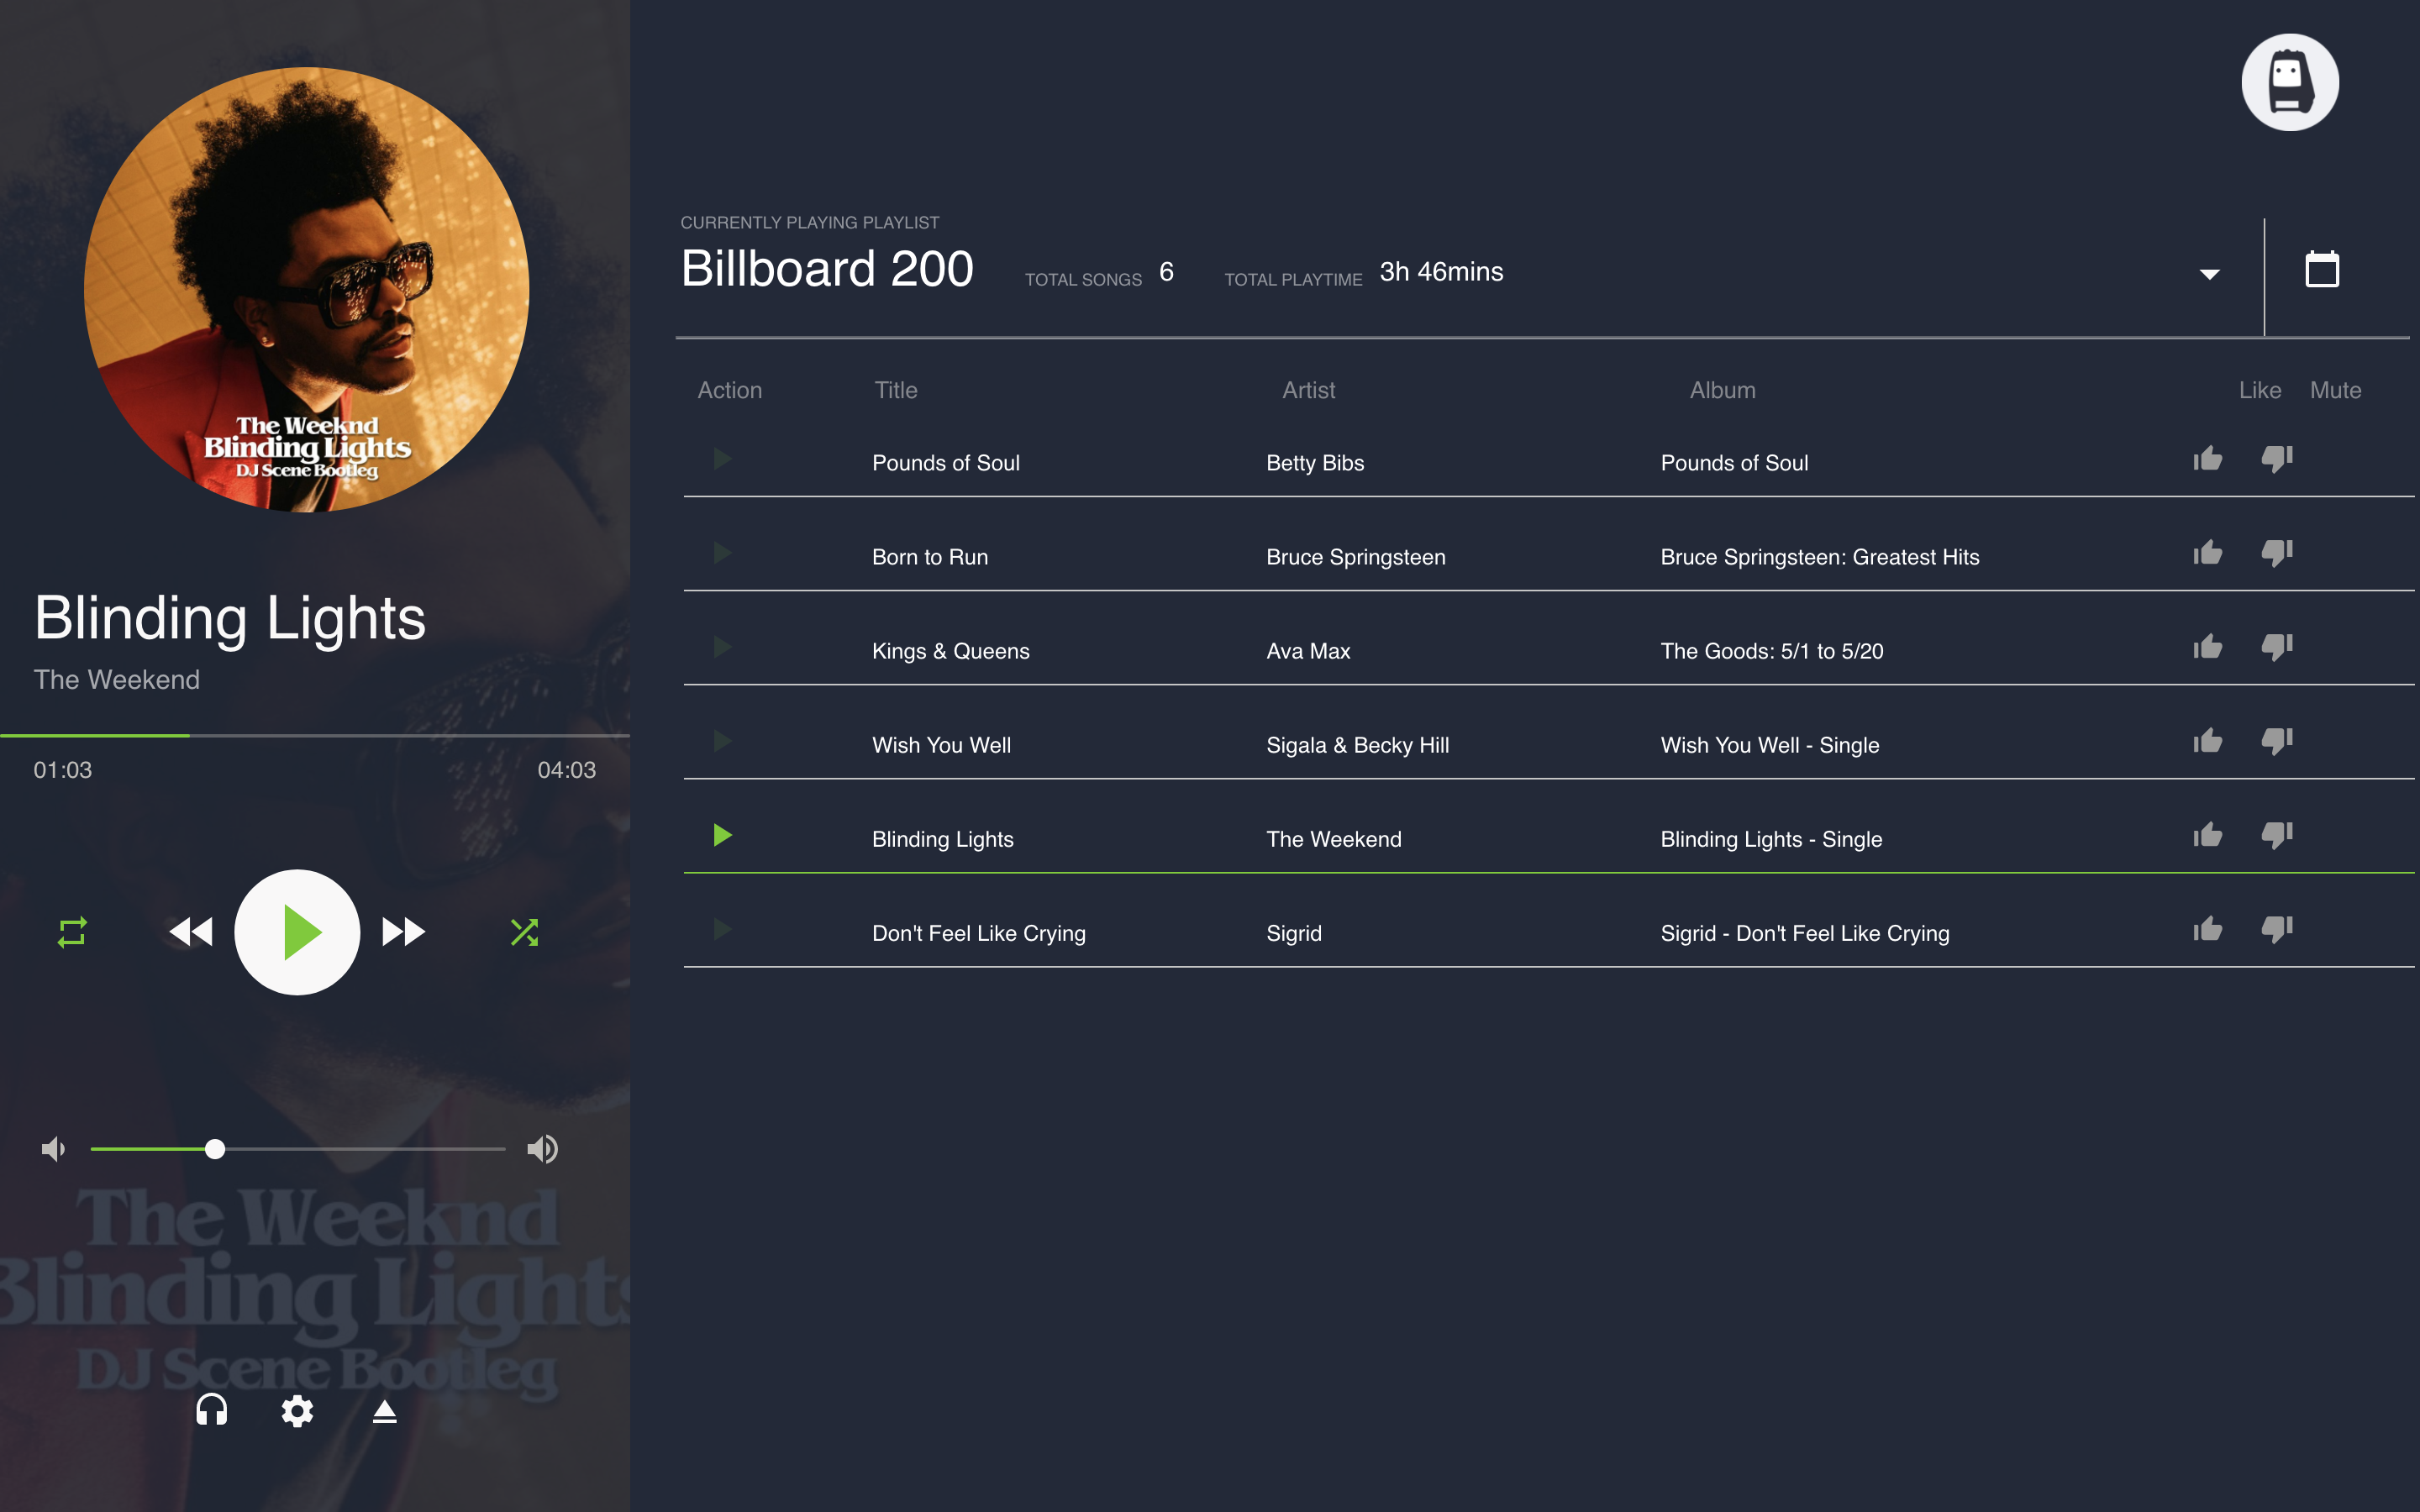 The Weeknd
Blinding Lights
DJ Scene Bootleg
Blinding Lights
The Weekend
01:03 04:03
The Weeknd
Blinding Lights
DJ Scene Bootleg
CURRENTLY PLAYING PLAYLIST
Billboard 200 TOTAL SONGS 6 TOTAL PLAYTIME 3h 46mins
Action Title Artist Album Like Mute
Pounds of Soul Betty Bibs Pounds of Soul
Born to Run Bruce Springsteen Bruce Springsteen: Greatest Hits
Kings & Queens Ava Max The Goods: 5/1 to 5/20
Wish You Well Sigala & Becky Hill Wish You Well - Single
Blinding Lights The Weekend Blinding Lights - Single
Don't Feel Like Crying Sigrid Sigrid - Don't Feel Like Crying